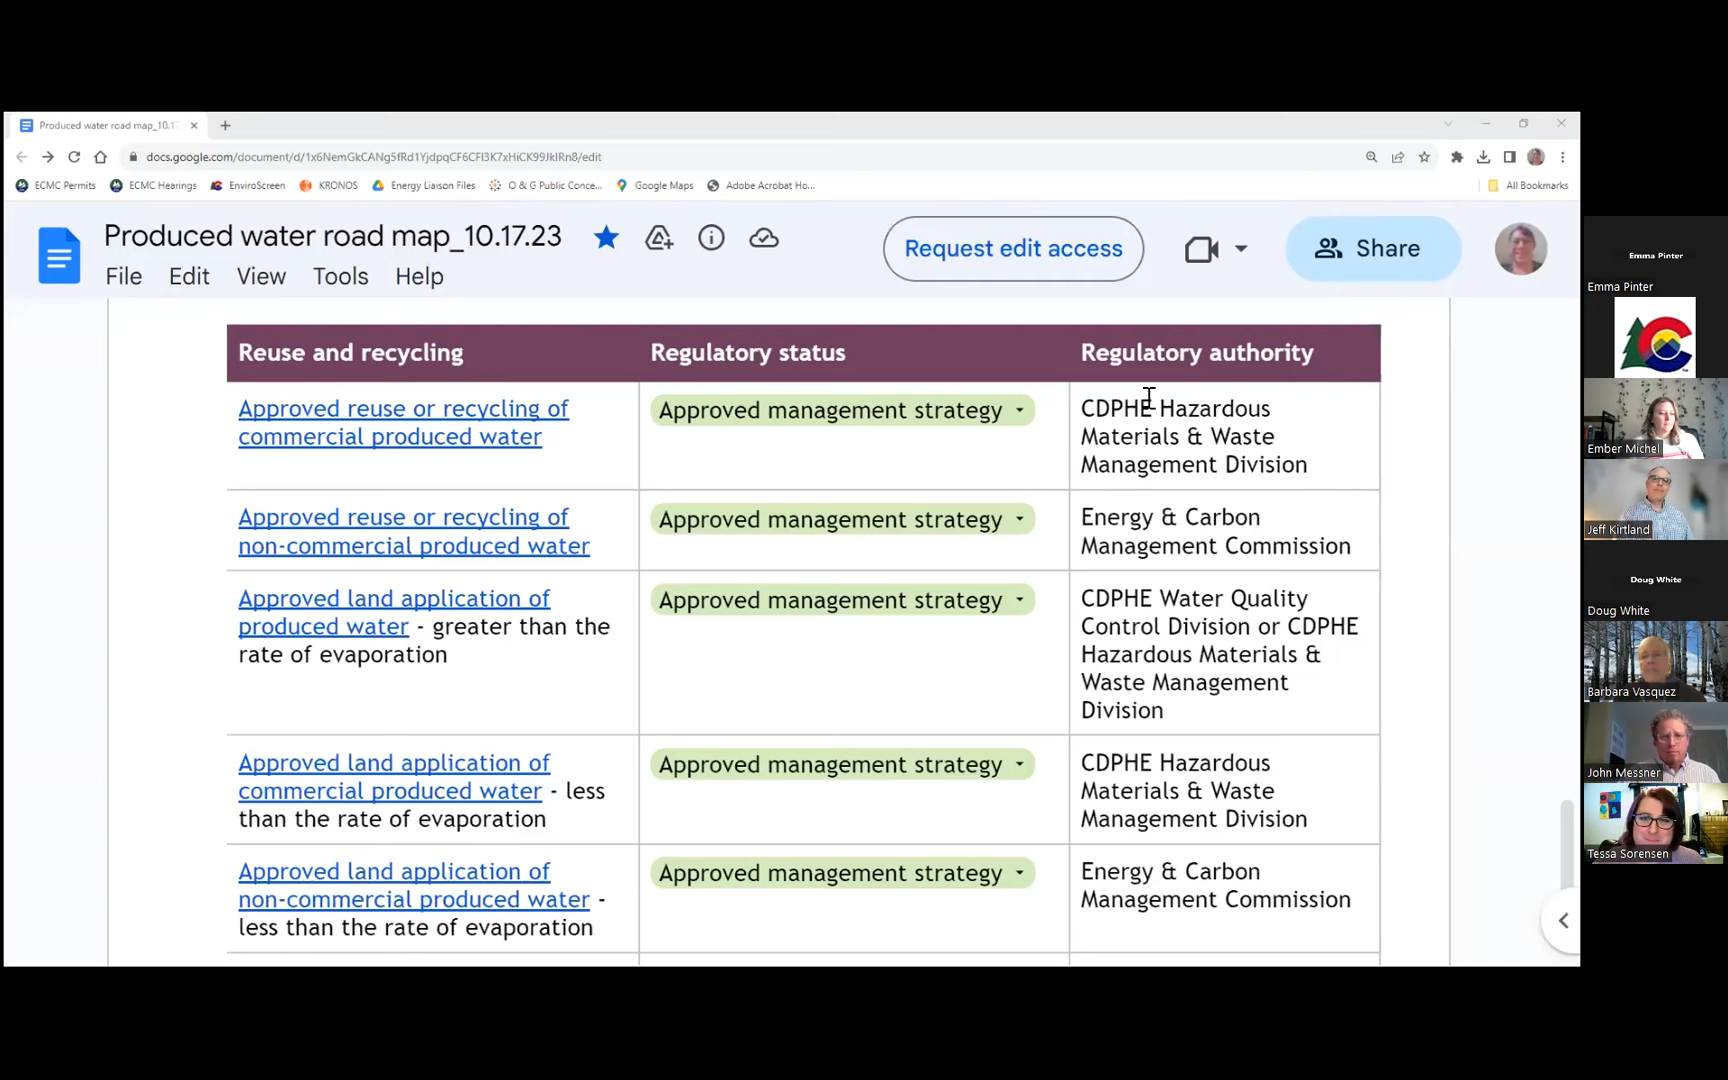 Produced water road map_10.1
docs.google.com/document/d/1x6NemGkCANg5fRd1YjdpqCF6CFl3K7xHiCK99JkIRn8/edit
ECMC Permits
ECMC Hearings
EnviroScreen
KRONOS
Energy Liaison Files
O & G Public Conce...
Google Maps
Adobe Acrobat Ho...
All Bookmarks
Produced water road map_10.17.23
Request edit access
Share
File Edit View Tools Help
Reuse and recycling
Regulatory status
Regulatory authority
Approved reuse or recycling of
commercial produced water
Approved management strategy
CDPHE Hazardous
Materials & Waste
Management Division
Approved reuse or recycling of
non-commercial produced water
Approved management strategy
Energy & Carbon
Management Commission
Approved land application of
produced water - greater than the
rate of evaporation
Approved management strategy
CDPHE Water Quality
Control Division or CDPHE
Hazardous Materials &
Waste Management
Division
Approved land application of
commercial produced water - less
than the rate of evaporation
Approved management strategy
CDPHE Hazardous
Materials & Waste
Management Division
Approved land application of
non-commercial produced water -
less than the rate of evaporation
Approved management strategy
Energy & Carbon
Management Commission
Emma Pinter
Emma Pinter
Ember Michel
Jeff Kirtland
Doug White
Doug White
Barbara Vasquez
John Messner
Tessa Sorensen